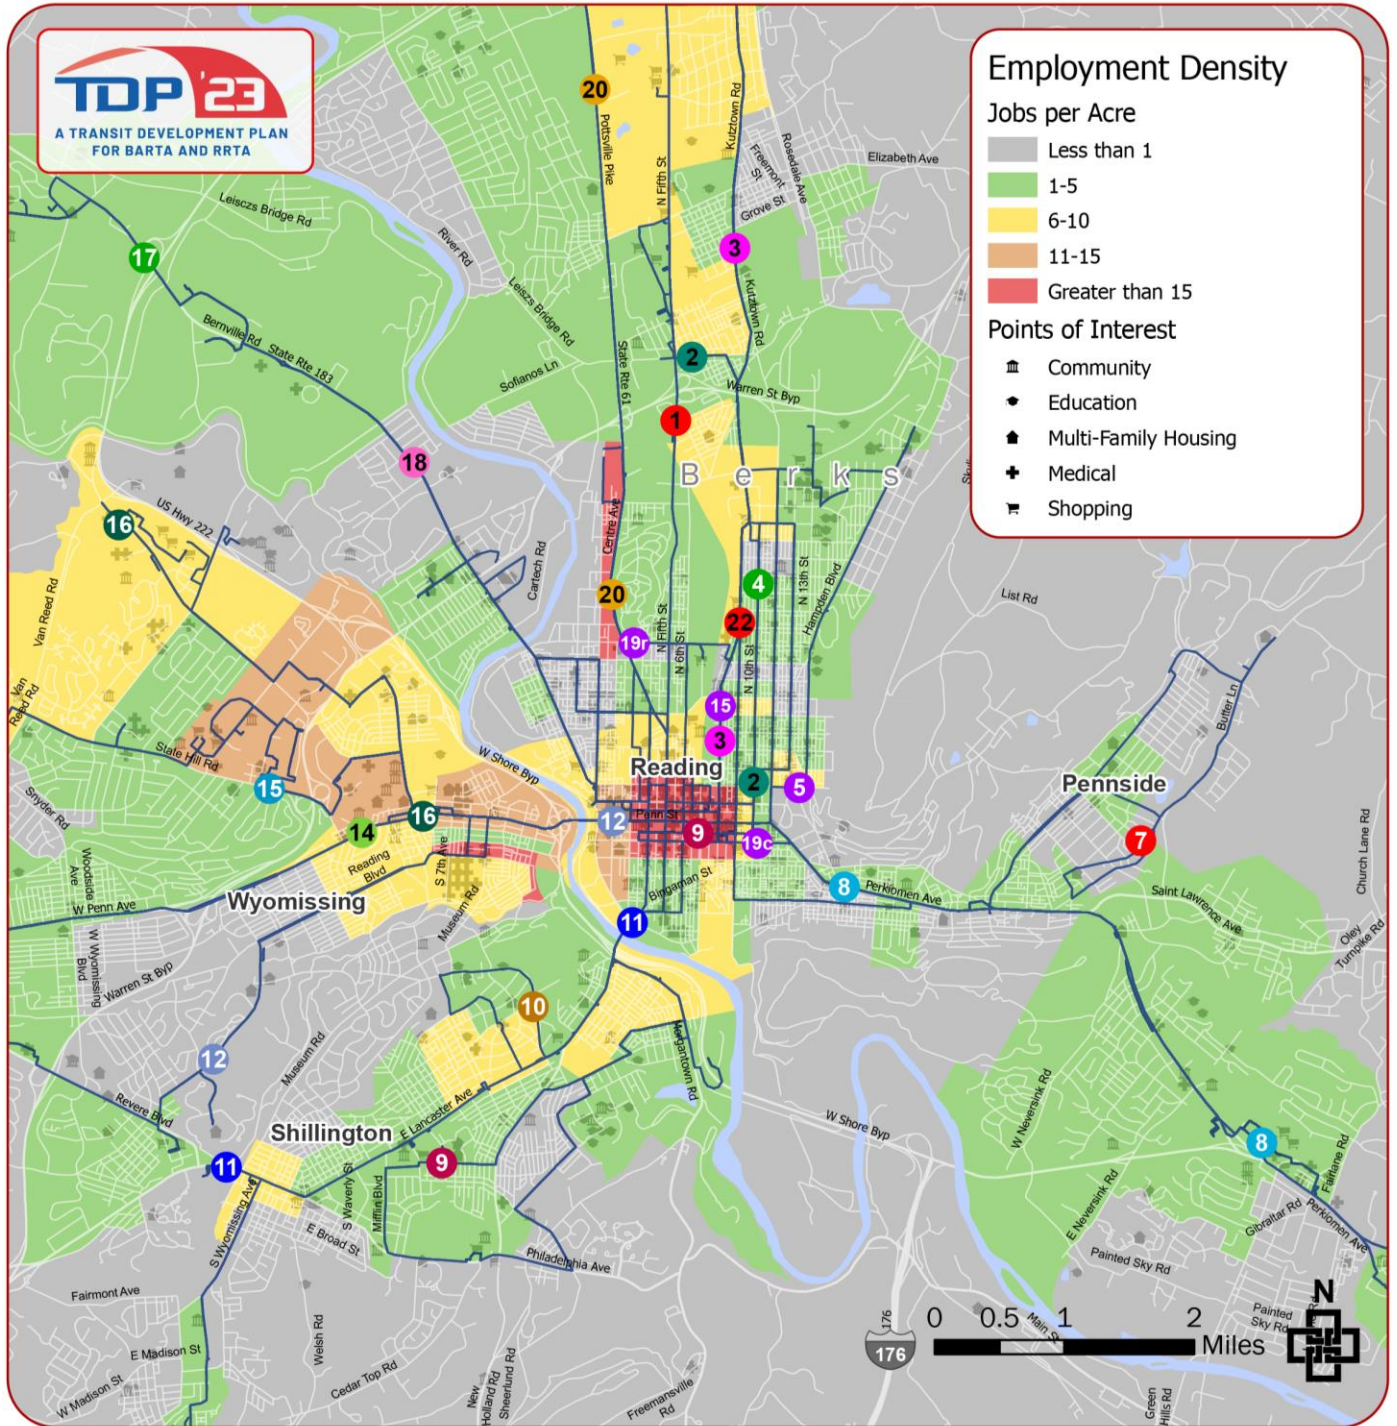 TDP '23
A TRANSIT DEVELOPMENT PLAN
FOR BARTA AND RRTA
Employment Density
Jobs per Acre
Less than 1
1-5
6-10
11-15
Greater than 15
Points of Interest
Community
Education
Multi-Family Housing
Medical
Shopping
20
Pottsville Pike
N Fifth St
Kutztown Rd
Rosedale Ave
Freemont
St
Elizabeth Ave
Grove St
Leisczs Bridge Rd
River Rd
17
3
Kutztown Rd
Leiszs Bridge Rd
Bernville Rd
State Rte 183
State Rte 61
2
Sofianos Ln
Warren St Byp
1
18
Berks
16
US Hwy 222
Centre Ave
Cartech Rd
Van Reed Rd
20
4
N 13th St
Hampden Blvd
List Rd
22
19r
N Fifth St
N 6th St
N 10th St
Van
Reed Rd
15
Butter Ln
3
State Hill Rd
W Shore Byp
Reading
2
5
Pennside
15
Snyder Rd
16
12
Penn St
14
9
19c
7
Church Lane Rd
Woodside
Ave
Reading
Blvd
S 7th Ave
Bingaman St
8
Perkiomen Ave
Saint Lawrence Ave
Wyomissing
W Penn Ave
Museum Rd
11
Oley
Turnpike Rd
W Wyomissing
Blvd
Warren St Byp
10
12
Museum Rd
Morgantown Rd
Revere Blvd
E Lancaster Ave
W Neversink Rd
W Shore Byp
Shillington
11
9
8
Fairlane Rd
S Waverly St
Mifflin Blvd
S Wyomissing Ave
E Broad St
E Neversink Rd
Gibraltar Rd
Perkiomen Ave
Philadelphia Ave
Painted Sky Rd
Fairmont Ave
Welsh Rd
176
176
Main St
Painted
Sky Rd
N
0 0.5 1 2
Miles
E Madison St
W Madison St
Cedar Top Rd
New
Holland Rd
Sheerlund Rd
Freemansville
Rd
Green
Hills Rd